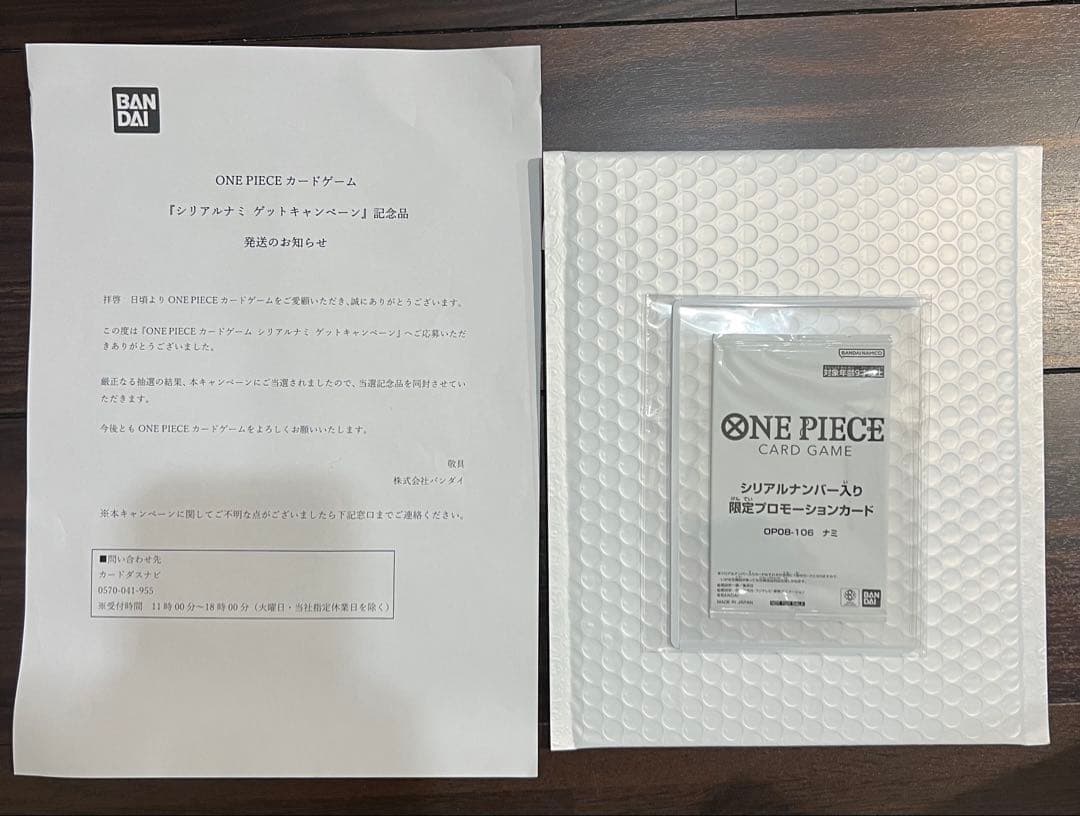 BAN
DAI
ONE PIECE カードゲーム
『シリアルナミ ゲットキャンペーン』記念品
発送のお知らせ
拝啓　日頃より ONE PIECE カードゲームをご愛顧いただき、誠にありがとうございます。
この度は『ONE PIECE カードゲーム シリアルナミ ゲットキャンペーン』へご応募いただ
きありがとうございました。
厳正なる抽選の結果、本キャンペーンにご当選されましたので、当選記念品を同封させてい
ただきます。
今後とも ONE PIECE カードゲームをよろしくお願いいたします。
敬具
株式会社バンダイ
※本キャンペーンに関してご不明な点がございましたら下記窓口までご連絡ください。
■問い合わせ先
カードダスナビ
0570-041-955
※受付時間　11 時 00 分～18 時 00 分（火曜日・当社指定休業日を除く）
BANDAI NAMCO
対象年齢9才以上
ONE PIECE
CARD GAME
シリアルナンバー入り
限定プロモーションカード
OP08-106　ナミ
MADE IN JAPAN
NOT FOR SALE
BAN
DAI